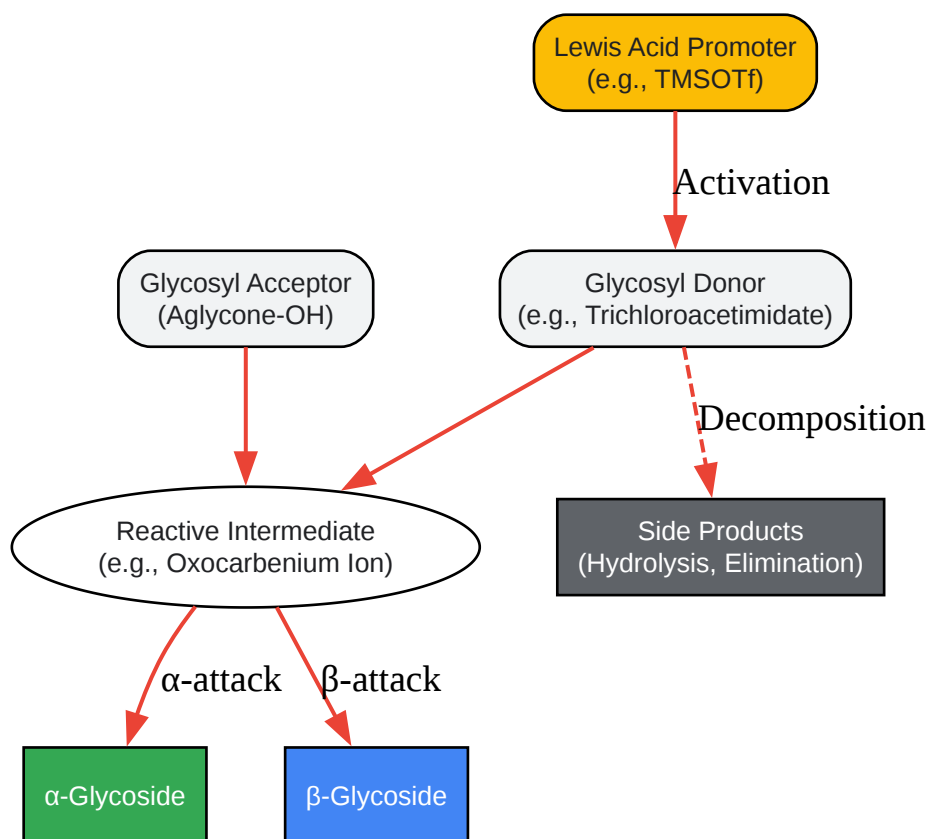 Lewis Acid Promoter
(e.g., TMSOTf)
Activation
Glycosyl Acceptor
(Aglycone-OH)
Glycosyl Donor
(e.g., Trichloroacetimidate)
Decomposition
Reactive Intermediate
(e.g., Oxocarbenium Ion)
Side Products
(Hydrolysis, Elimination)
α-attack
β-attack
α-Glycoside
β-Glycoside